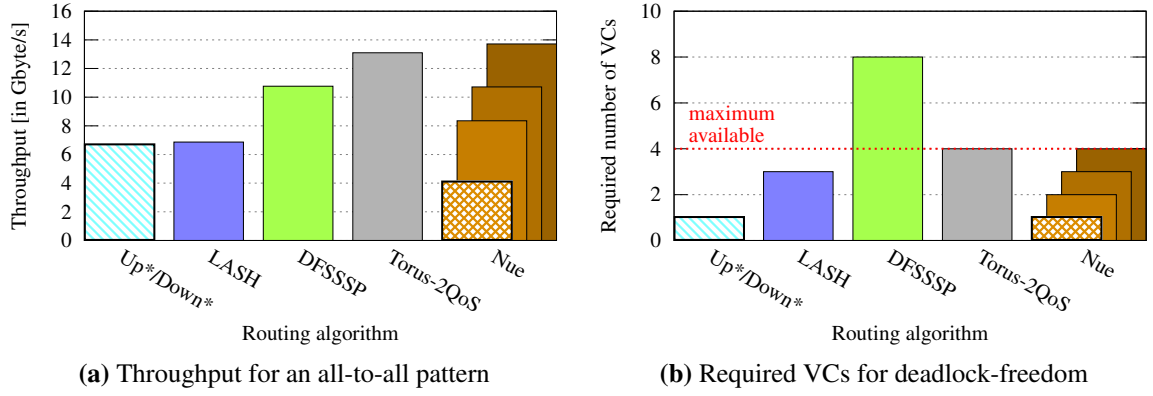 Throughput [in Gbyte/s]
16
14
12
10
8
6
4
2
0
Up*/Down*
LASH
DFSSSP
Torus-2QoS
Nue
Routing algorithm
(a) Throughput for an all-to-all pattern
Required number of VCs
10
8
6
4
2
0
maximum
available
Up*/Down*
LASH
DFSSSP
Torus-2QoS
Nue
Routing algorithm
(b) Required VCs for deadlock-freedom